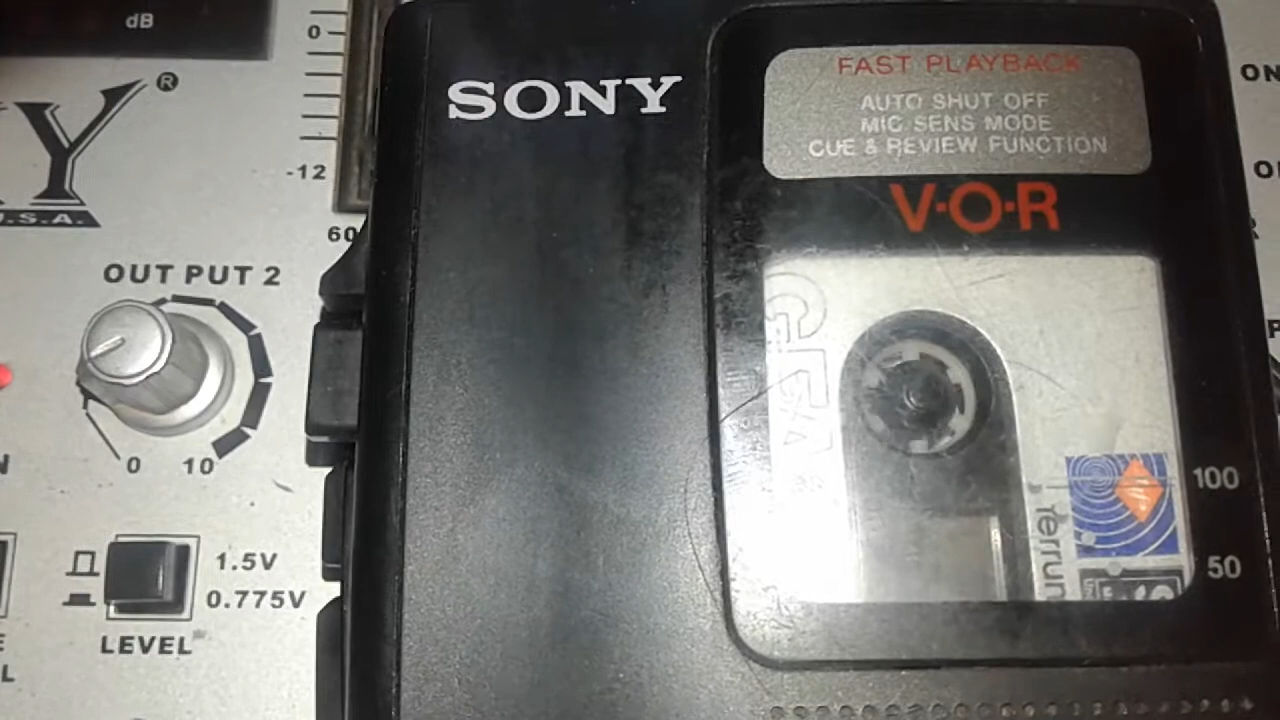 dB
0
-12
60
Y®
U.S.A.
OUT PUT 2
0 10
1.5V
0.775V
LEVEL
SONY
FAST PLAYBACK
AUTO SHUT OFF
MIC SENS MODE
CUE & REVIEW FUNCTION
V·O·R
100
50
ON